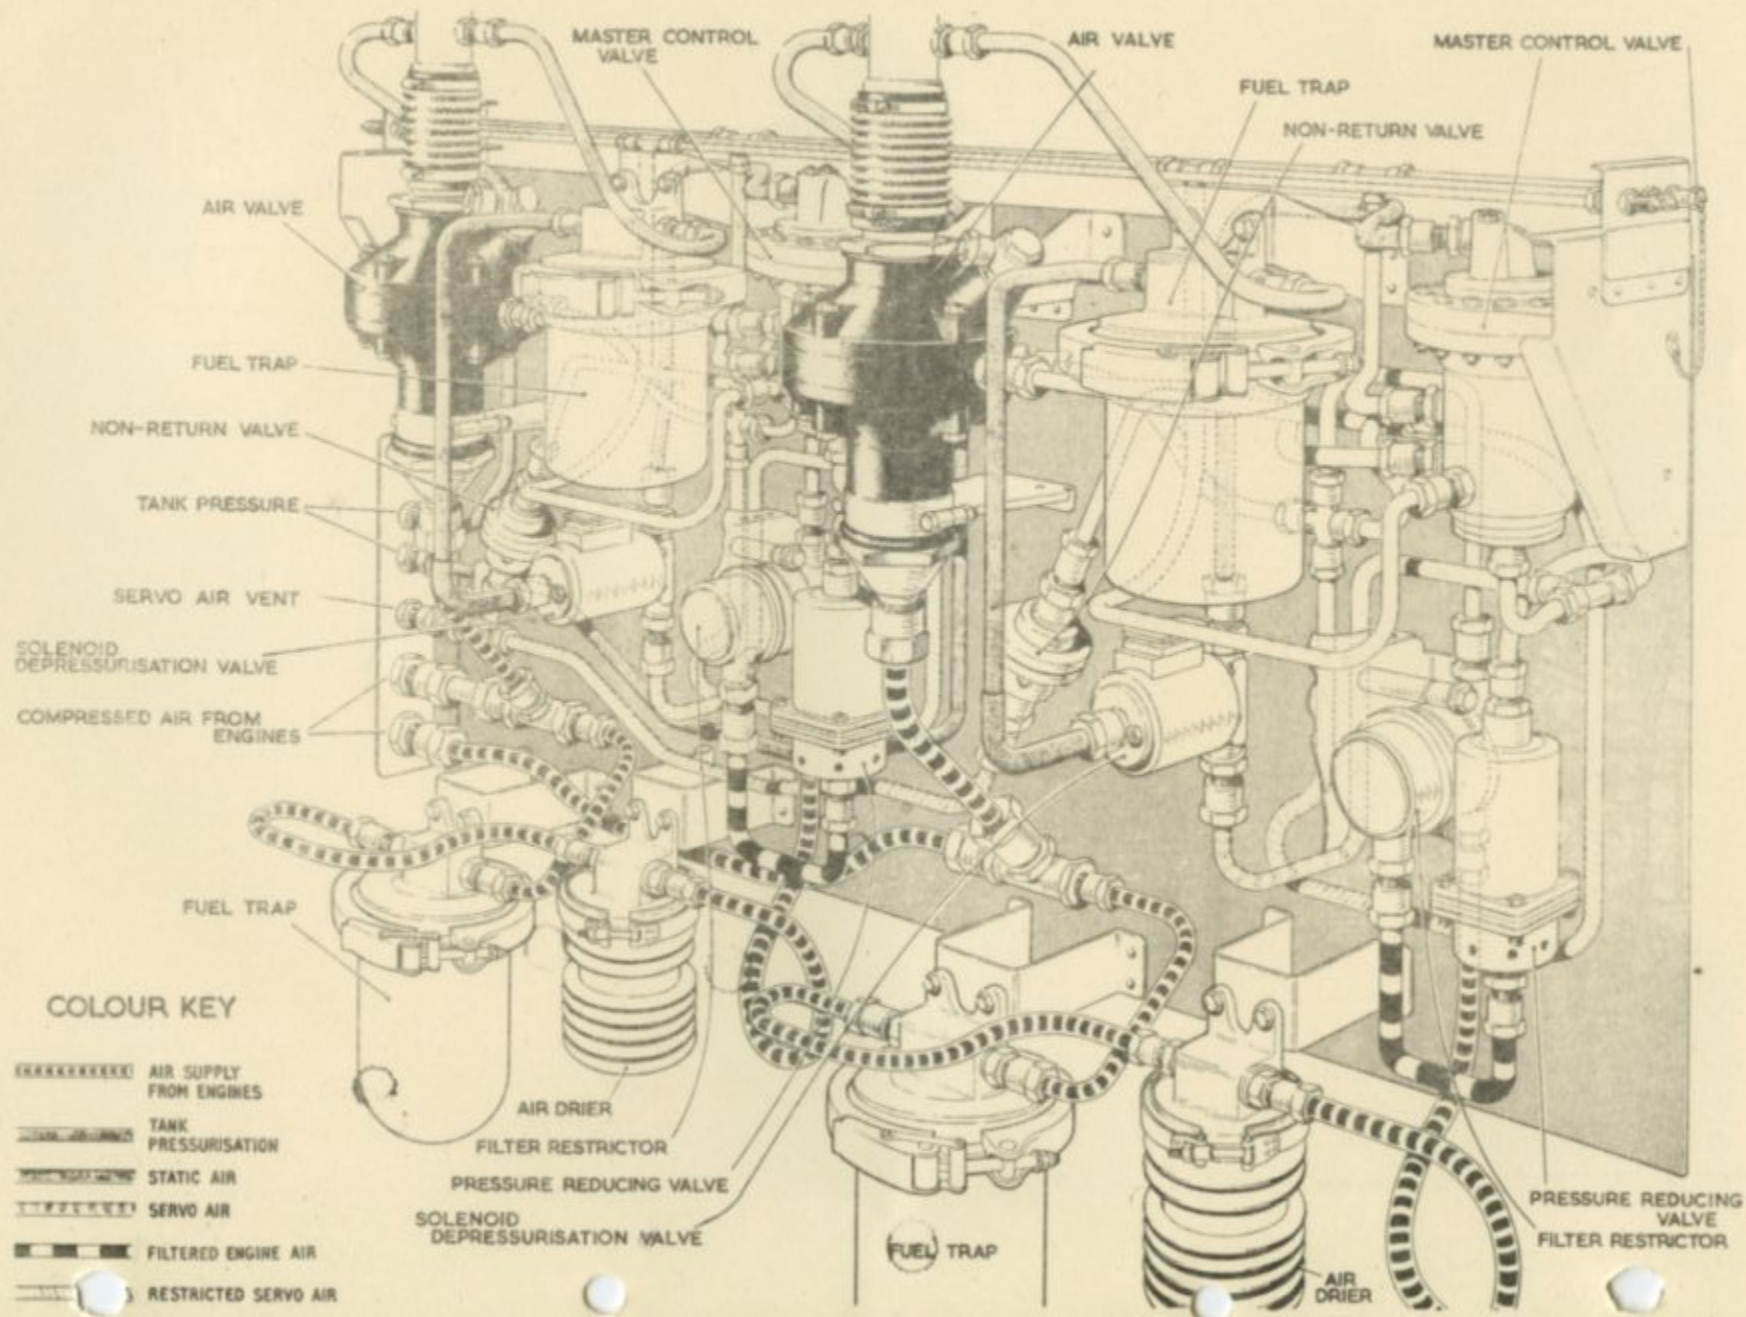 MASTER CONTROL
VALVE
AIR VALVE
MASTER CONTROL VALVE
FUEL TRAP
NON-RETURN VALVE
AIR VALVE
FUEL TRAP
NON-RETURN VALVE
TANK PRESSURE
SERVO AIR VENT
SOLENOID
DEPRESSURISATION VALVE
COMPRESSED AIR FROM
ENGINES
FUEL TRAP
COLOUR KEY
AIR SUPPLY
FROM ENGINES
TANK
PRESSURISATION
STATIC AIR
SERVO AIR
FILTERED ENGINE AIR
RESTRICTED SERVO AIR
AIR DRIER
FILTER RESTRICTOR
PRESSURE REDUCING VALVE
SOLENOID
DEPRESSURISATION VALVE
FUEL TRAP
AIR
DRIER
PRESSURE REDUCING
VALVE
FILTER RESTRICTOR